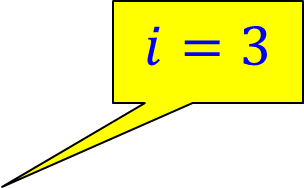 i = 3